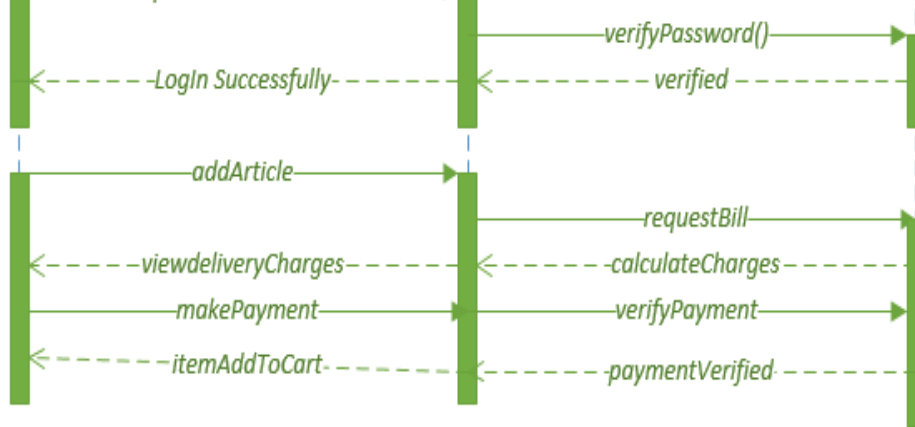 verifyPassword()
LogIn Successfully
verified
addArticle
requestBill
viewdeliveryCharges
calculateCharges
makePayment
verifyPayment
itemAddToCart
paymentVerified